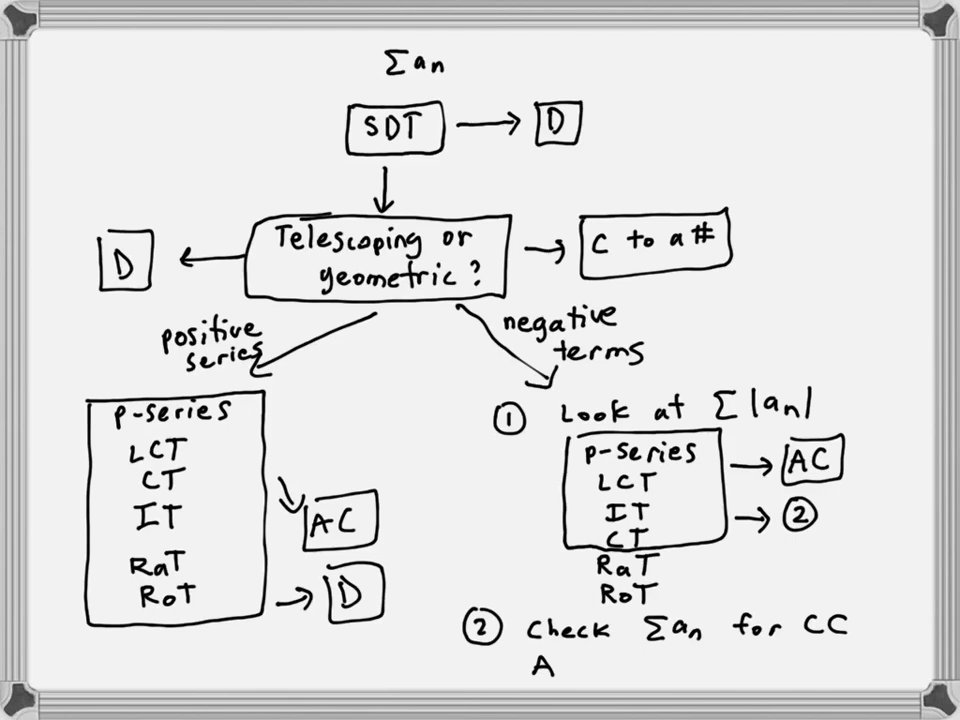 Σan
SDT → D
D ← Telescoping or → C to a #
geometric?
positive
series
negative
terms
p-series
LCT
CT
IT
RaT
RoT
AC
D
① Look at Σ|an|
p-series
LCT
IT
CT
RaT
RoT
→ AC
→ ②
② Check Σan for CC
A